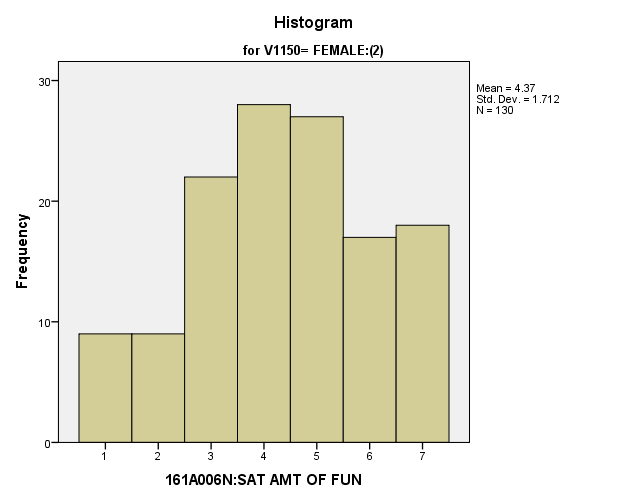 Histogram
for V1150= FEMALE:(2)
Mean = 4.37
Std. Dev. = 1.712
N = 130
Frequency
30
20
10
0
1 2 3 4 5 6 7
161A006N:SAT AMT OF FUN